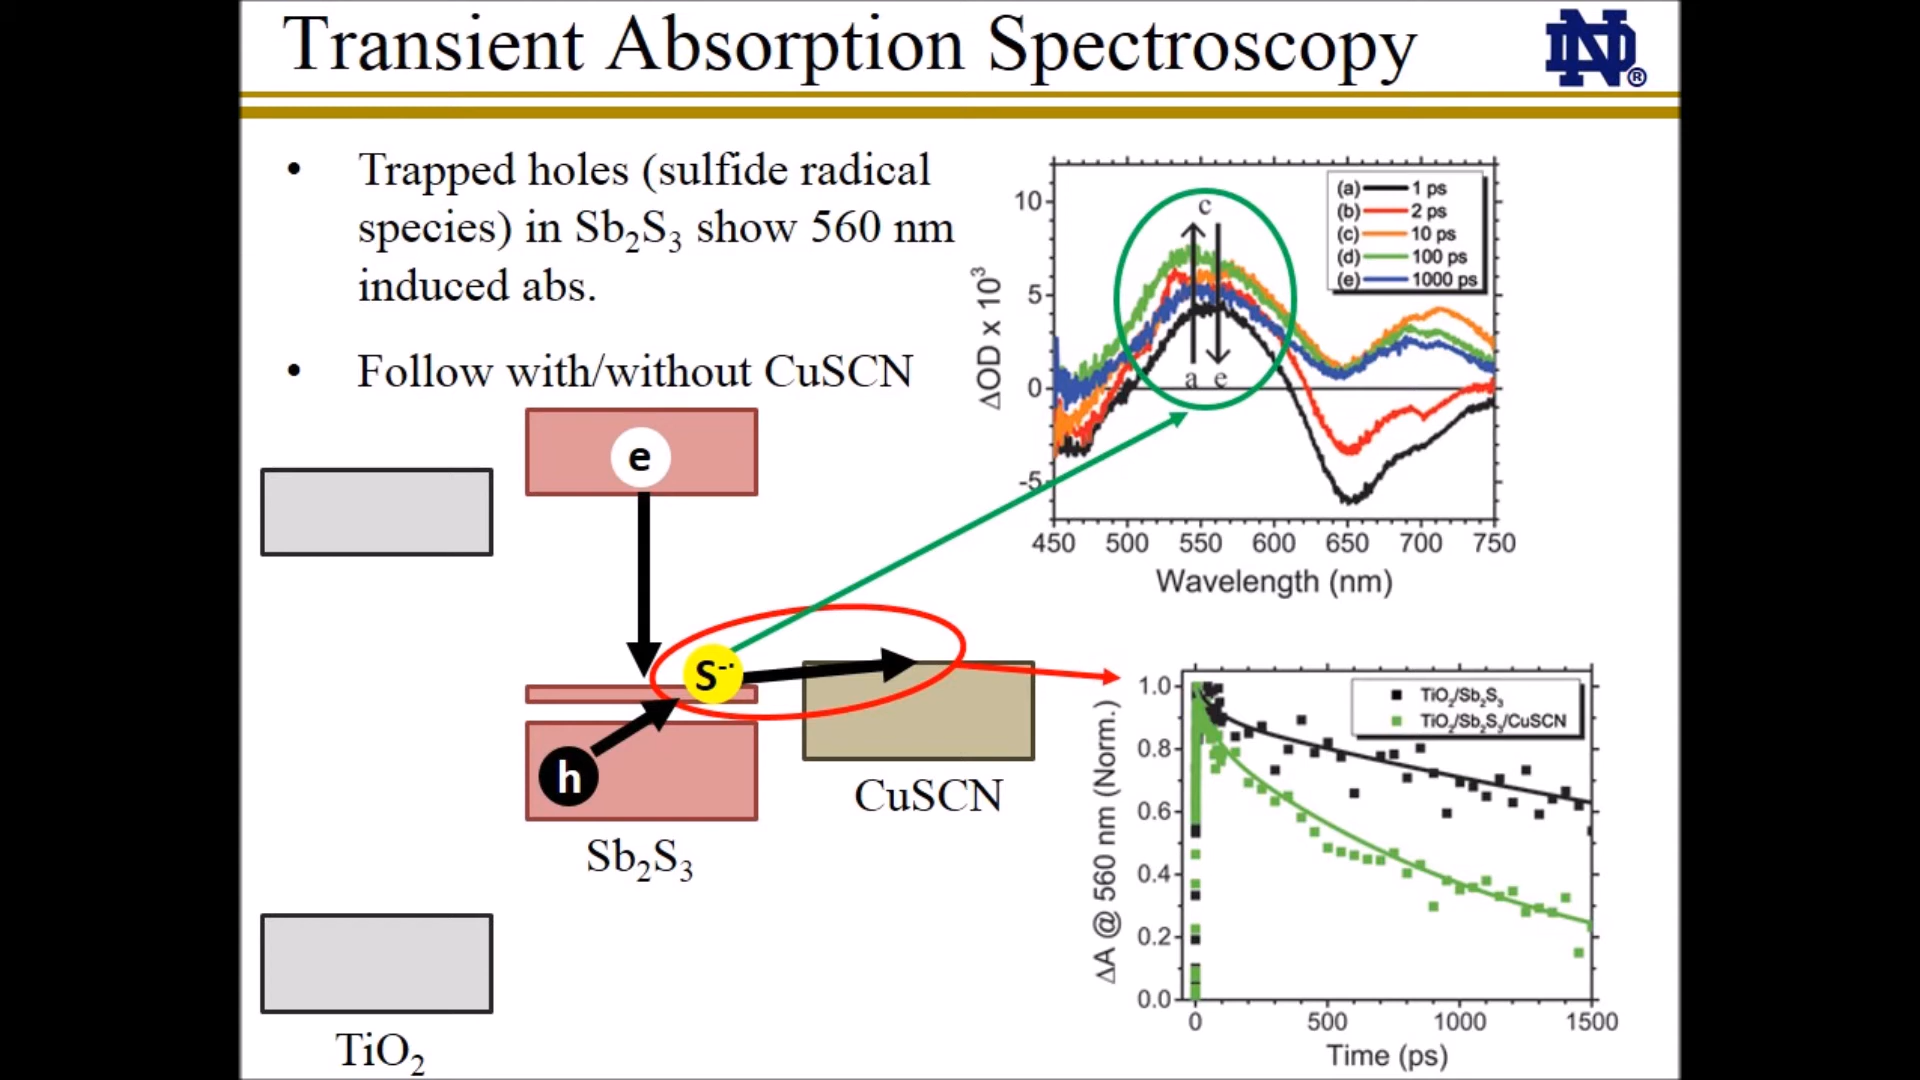 Transient Absorption Spectroscopy
ND®
• Trapped holes (sulfide radical
species) in Sb₂S₃ show 560 nm
induced abs.
• Follow with/without CuSCN
e
S⁻·
h
Sb₂S₃
CuSCN
TiO₂
ΔOD x 10³
10
5
0
-5
(a) 1 ps
(b) 2 ps
(c) 10 ps
(d) 100 ps
(e) 1000 ps
c
a e
450 500 550 600 650 700 750
Wavelength (nm)
ΔA @ 560 nm (Norm.)
1.0
0.8
0.6
0.4
0.2
0.0
TiO₂/Sb₂S₃
TiO₂/Sb₂S₃/CuSCN
0 500 1000 1500
Time (ps)